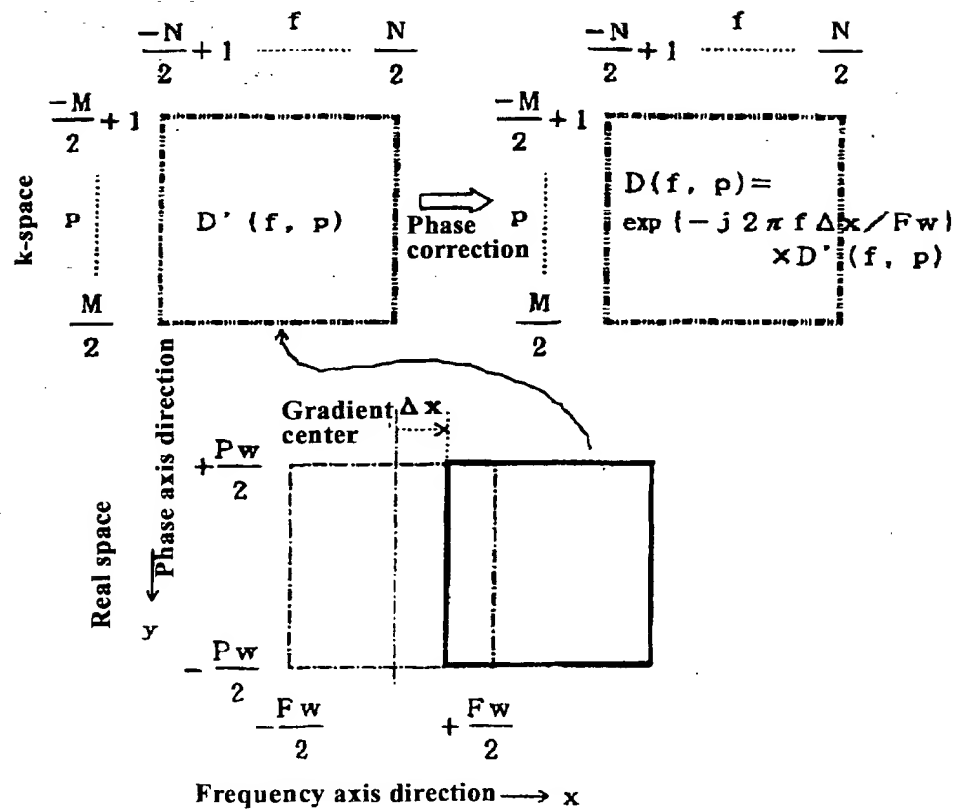 -N/2 + 1 ........ f ........ N/2
-M/2 + 1
k-space
p
M/2
D' (f, p)
Phase
correction
-N/2 + 1 ........ f ........ N/2
-M/2 + 1
p
M/2
D(f, p)=
exp {-j 2 π f Δx/Fw}
×D' (f, p)
Real space
Phase axis direction
y
Gradient
center
Δx
+Pw/2
-Pw/2
-Fw/2
+Fw/2
Frequency axis direction → x